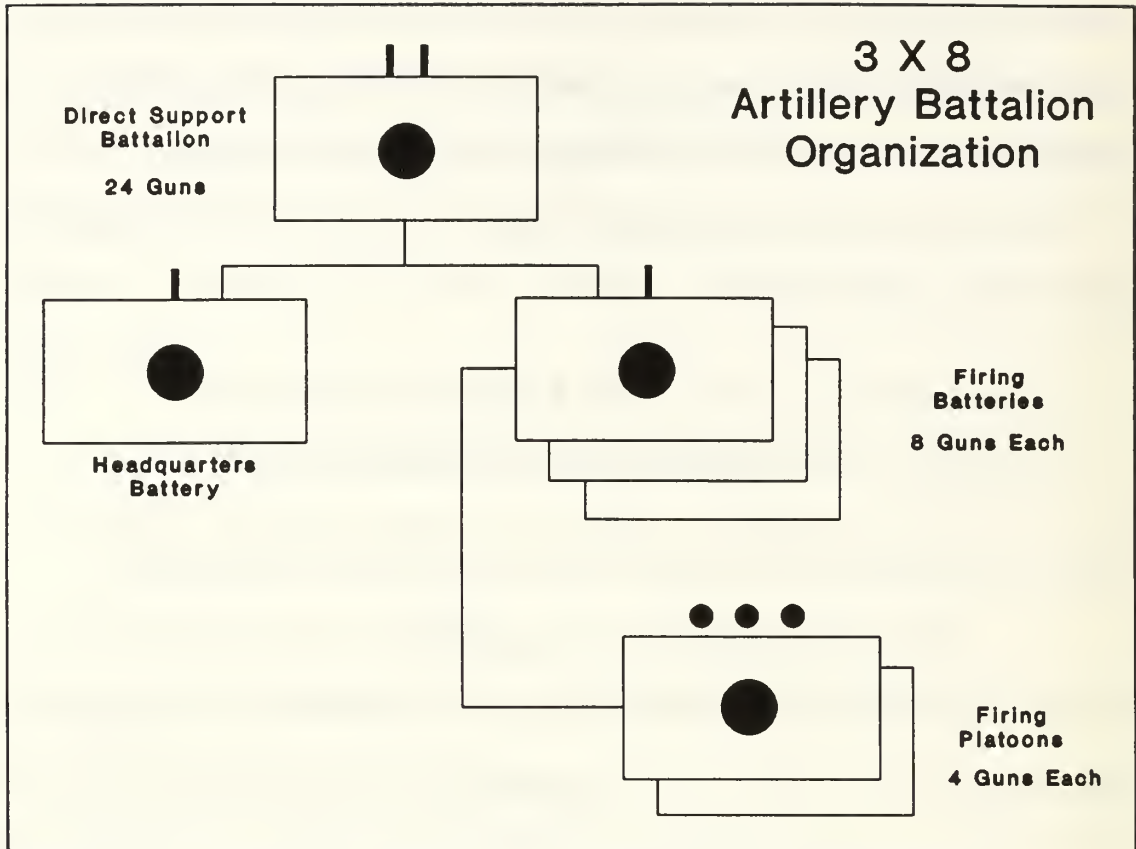 3 X 8
Artillery Battalion
Organization
Direct Support
Battalion
24 Guns
Headquarters
Battery
Firing
Batteries
8 Guns Each
Firing
Platoons
4 Guns Each